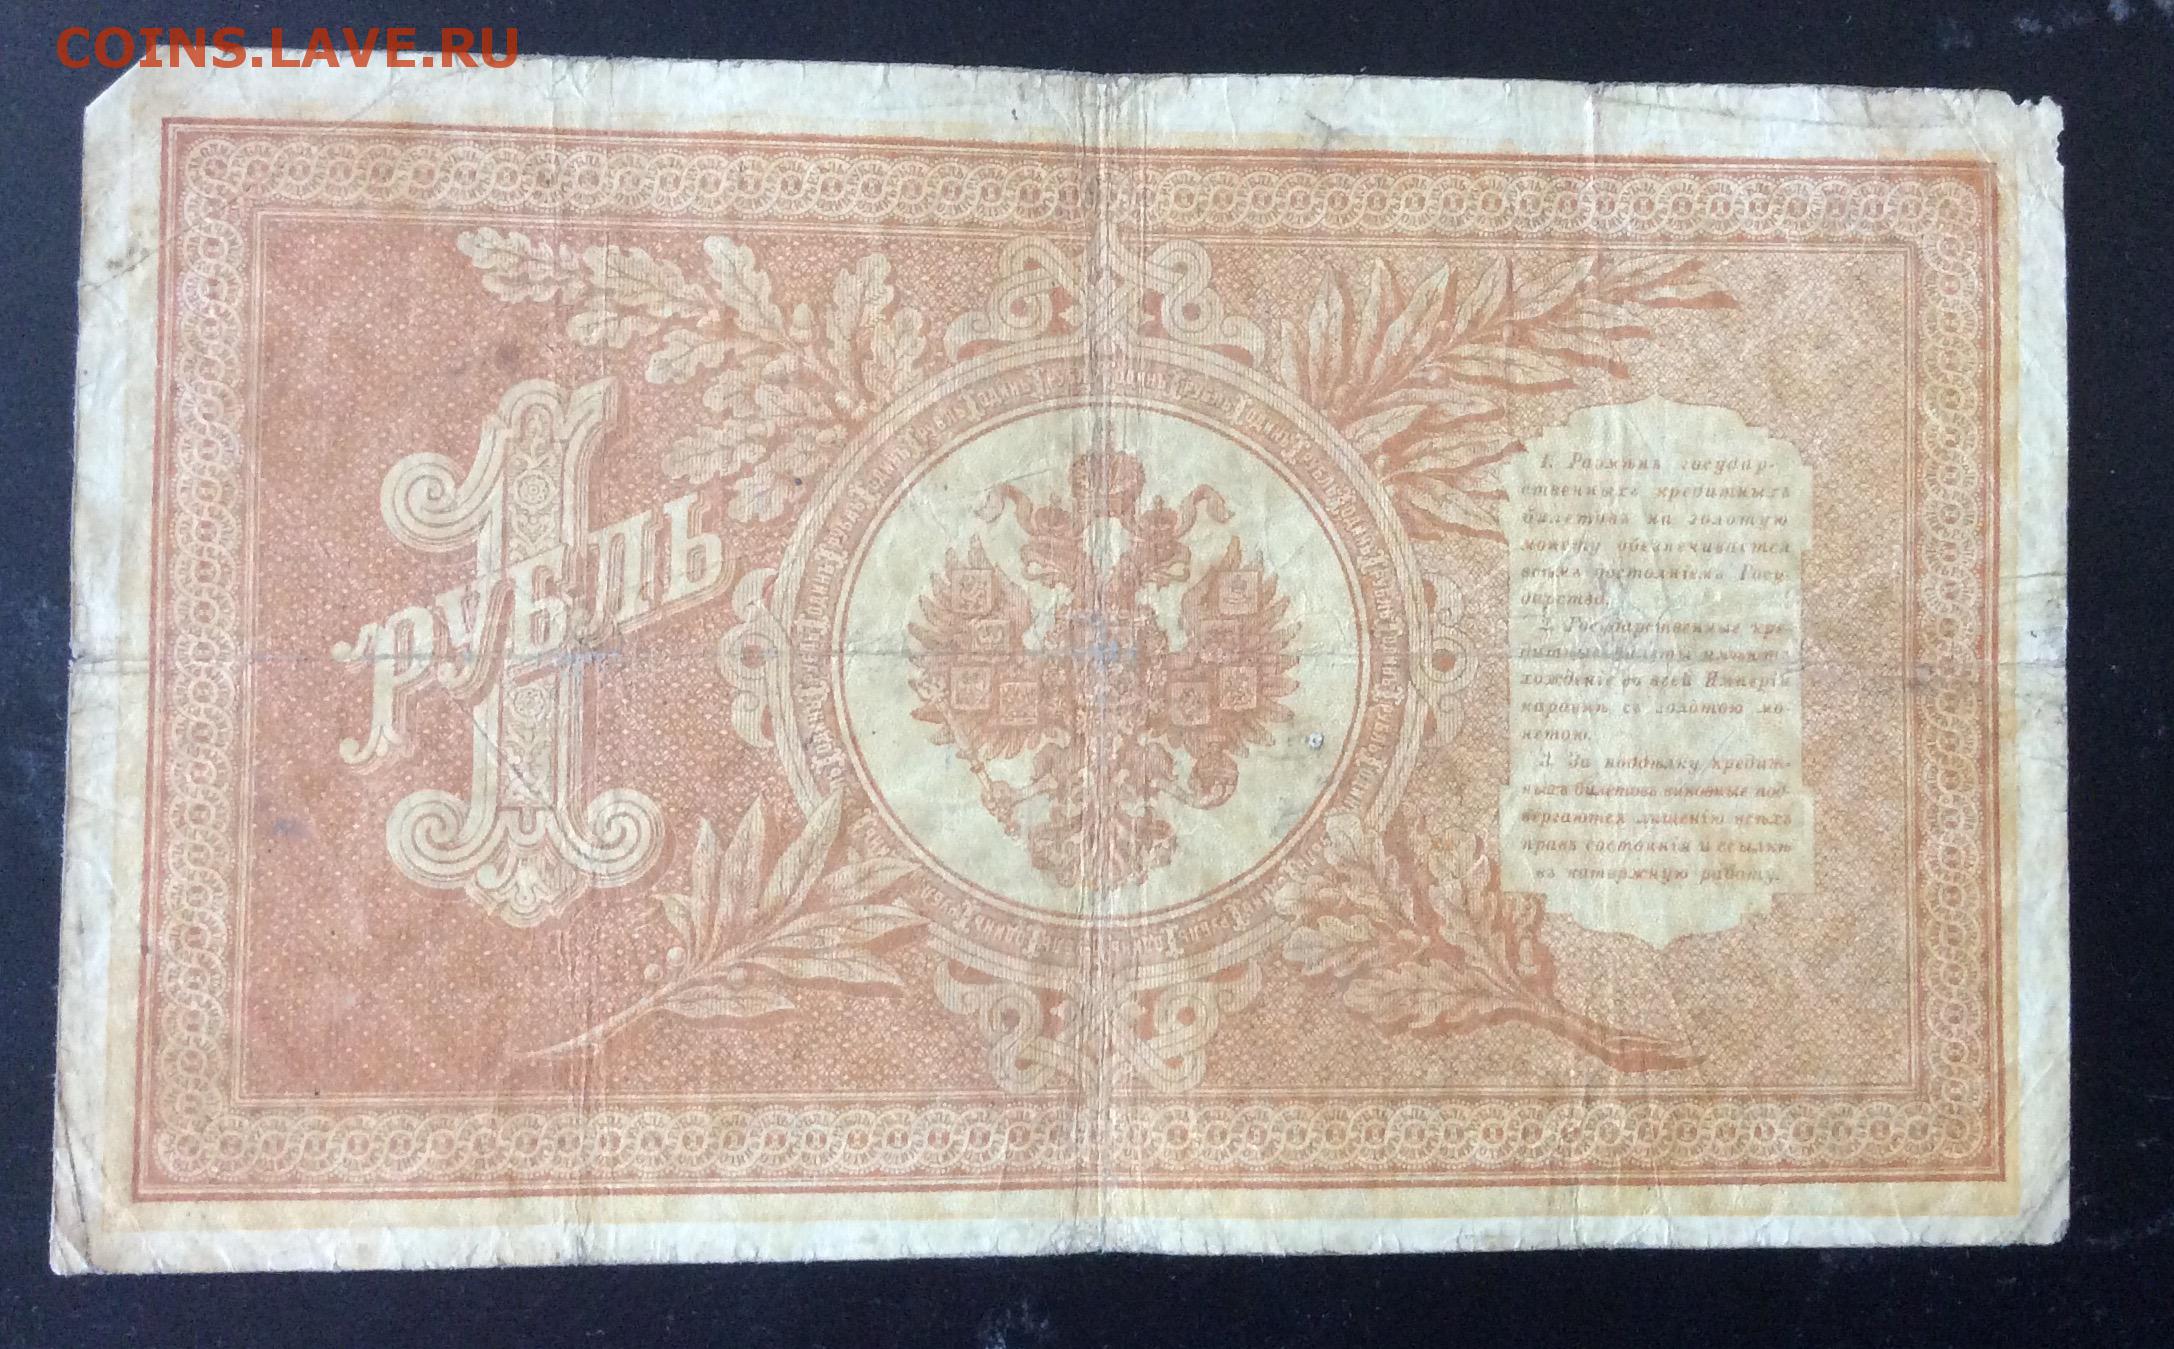 COINS.LAVE.RU
1
рубль
1. Размѣнъ государ-
ственныхъ кредитныхъ
билетовъ на золотую
монету обезпечивается
всѣмъ достояніемъ Госу-
дарства.
2. Государственные кре-
дитные билеты имѣютъ
хожденіе во всей Имперіи
наравнѣ съ золотою мо-
нетою.
3. За поддѣлку кредит-
ныхъ билетовъ виновные под-
вергаются лишенію всѣхъ
правъ состоянія и ссылкѣ
въ каторжную работу.